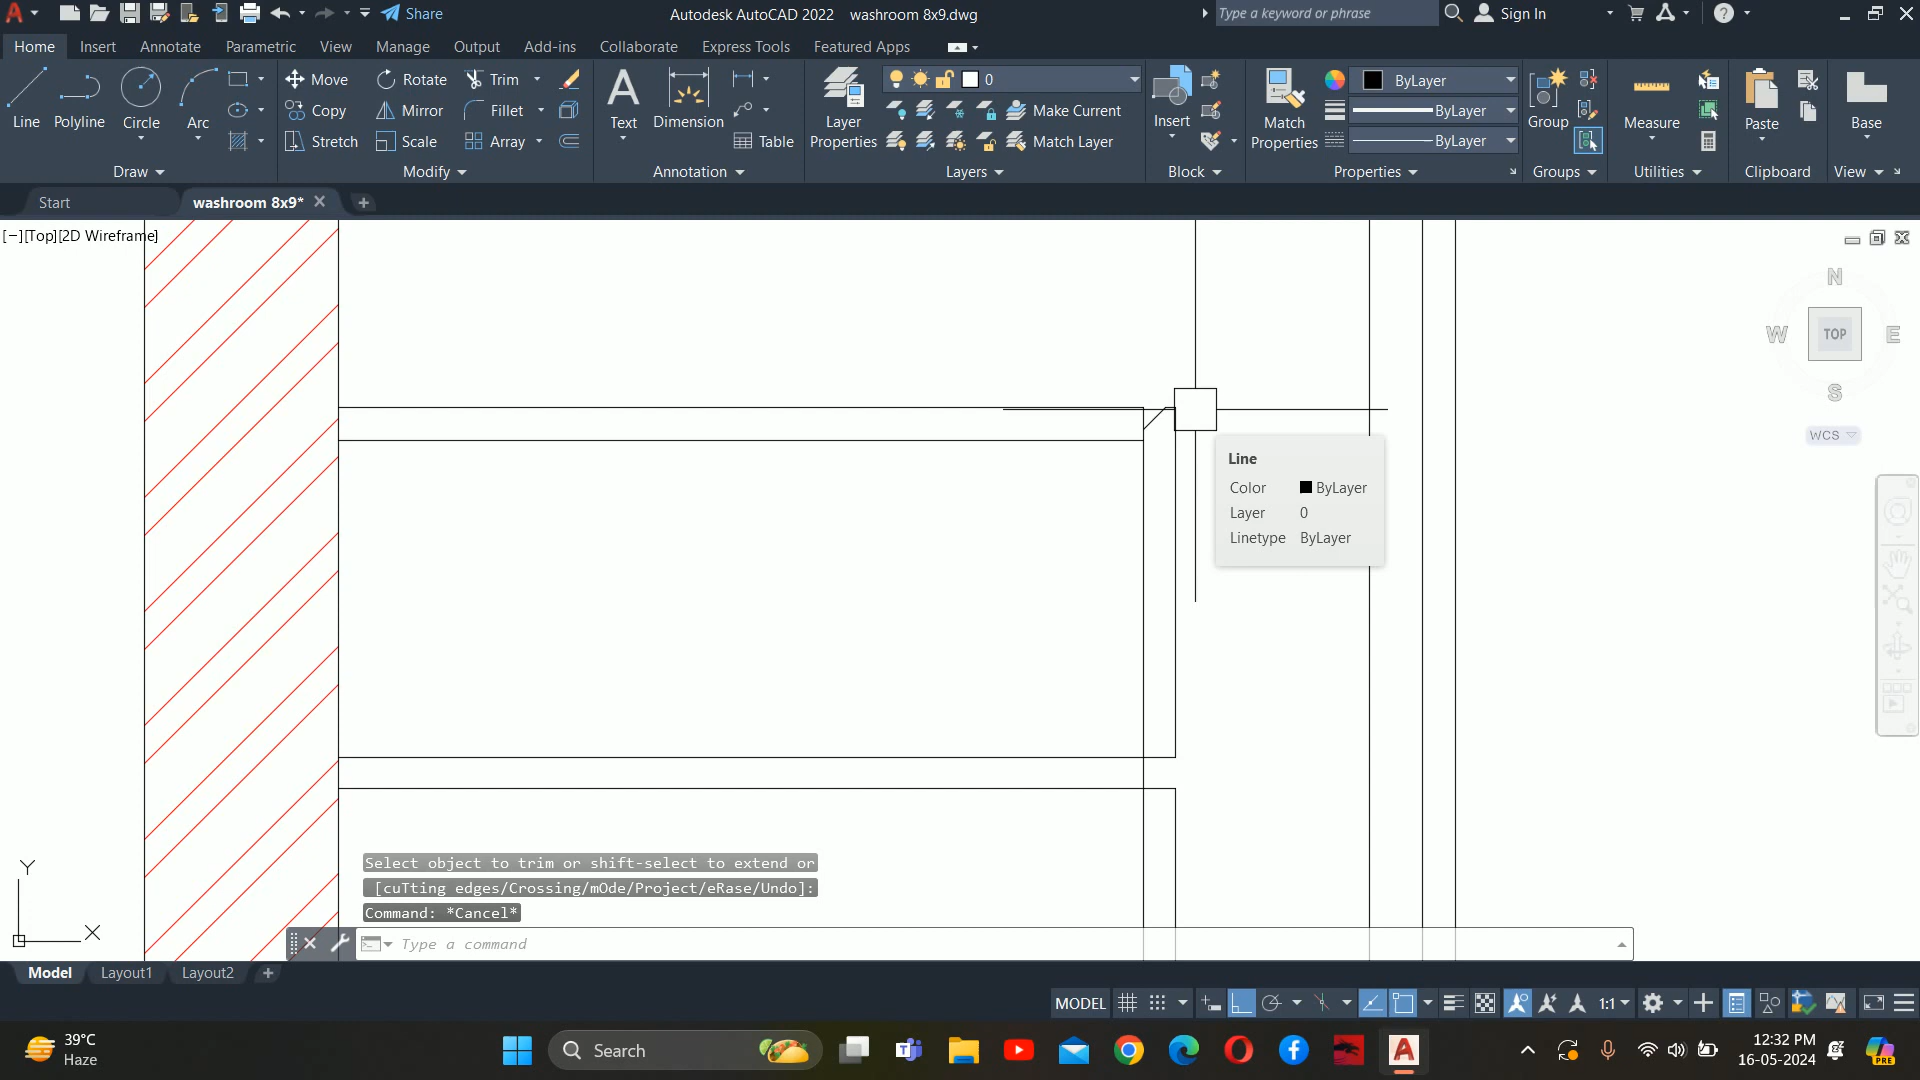 Share
Autodesk AutoCAD 2022 washroom 8x9.dwg
Type a keyword or phrase
Sign In
Home Insert Annotate Parametric View Manage Output Add-ins Collaborate Express Tools Featured Apps
Line Polyline Circle Arc
Move Rotate Trim
Copy Mirror Fillet
Stretch Scale Array
Text Dimension Table
Layer Properties
0
Make Current
Match Layer
Insert
Match Properties
ByLayer
ByLayer
ByLayer
Group
Measure
Paste
Base
Draw Modify Annotation Layers Block Properties Groups Utilities Clipboard View
Start washroom 8x9*
[−][Top][2D Wireframe]
N
W TOP E
S
WCS
Line
Color ByLayer
Layer 0
Linetype ByLayer
Y
X
Select object to trim or shift-select to extend or
[cuTting edges/Crossing/mOde/Project/eRase/Undo]:
Command: *Cancel*
Type a command
Model Layout1 Layout2
MODEL 1:1
39°C
Haze
Search
12:32 PM
16-05-2024
PRE